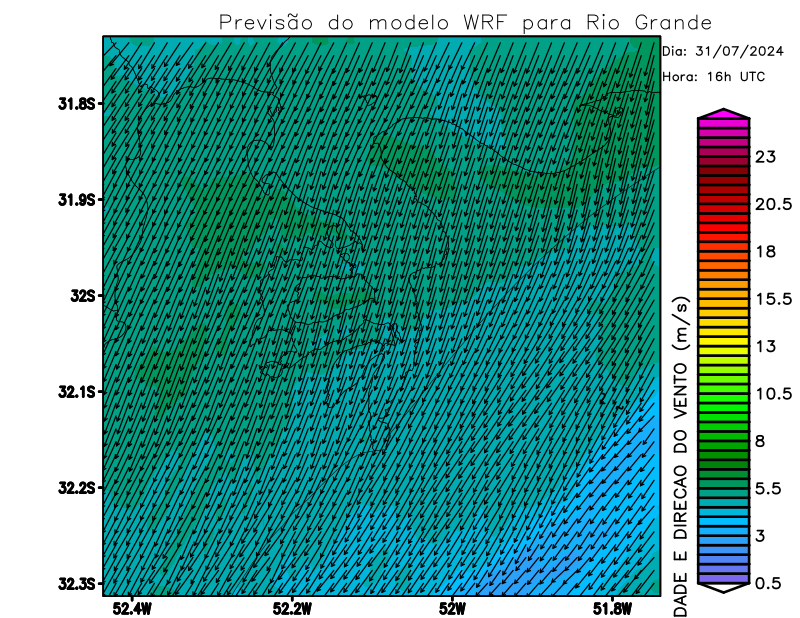 Previsão do modelo WRF para Rio Grande
Dia: 31/07/2024
Hora: 16h UTC
31.8S
31.9S
32S
32.1S
32.2S
32.3S
52.4W
52.2W
52W
51.8W
23
20.5
18
15.5
13
10.5
8
5.5
3
0.5
DADE E DIRECAO DO VENTO (m/s)